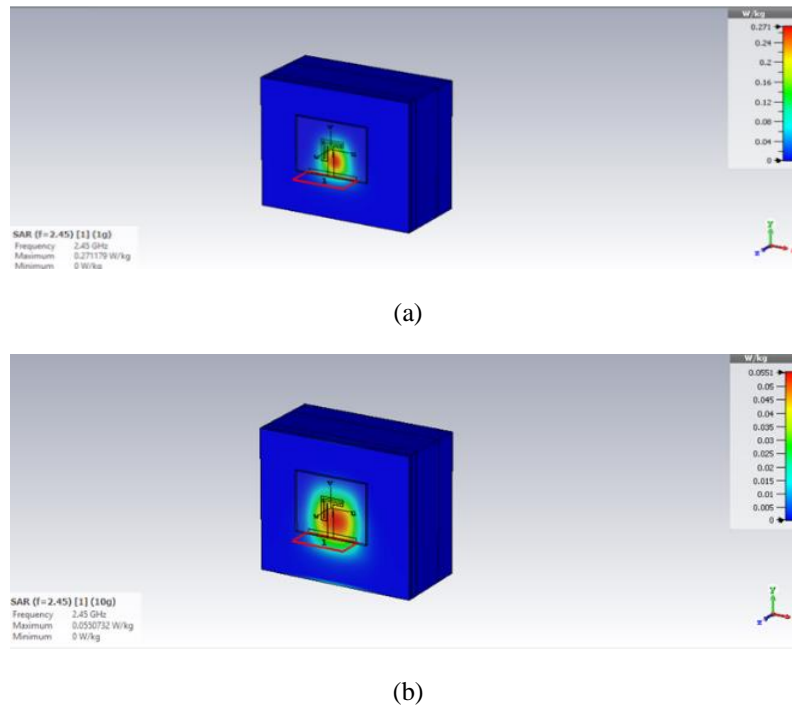 W/kg
0.271
0.24
0.2
0.16
0.12
0.08
0.04
0
SAR (f=2.45) [1] (1g)
Frequency 2.45 GHz
Maximum 0.271179 W/kg
Minimum 0 W/kg
y
z
(a)
W/kg
0.0551
0.05
0.045
0.04
0.035
0.03
0.025
0.02
0.015
0.01
0.005
0
SAR (f=2.45) [1] (10g)
Frequency 2.45 GHz
Maximum 0.0550732 W/kg
Minimum 0 W/kg
y
z
(b)